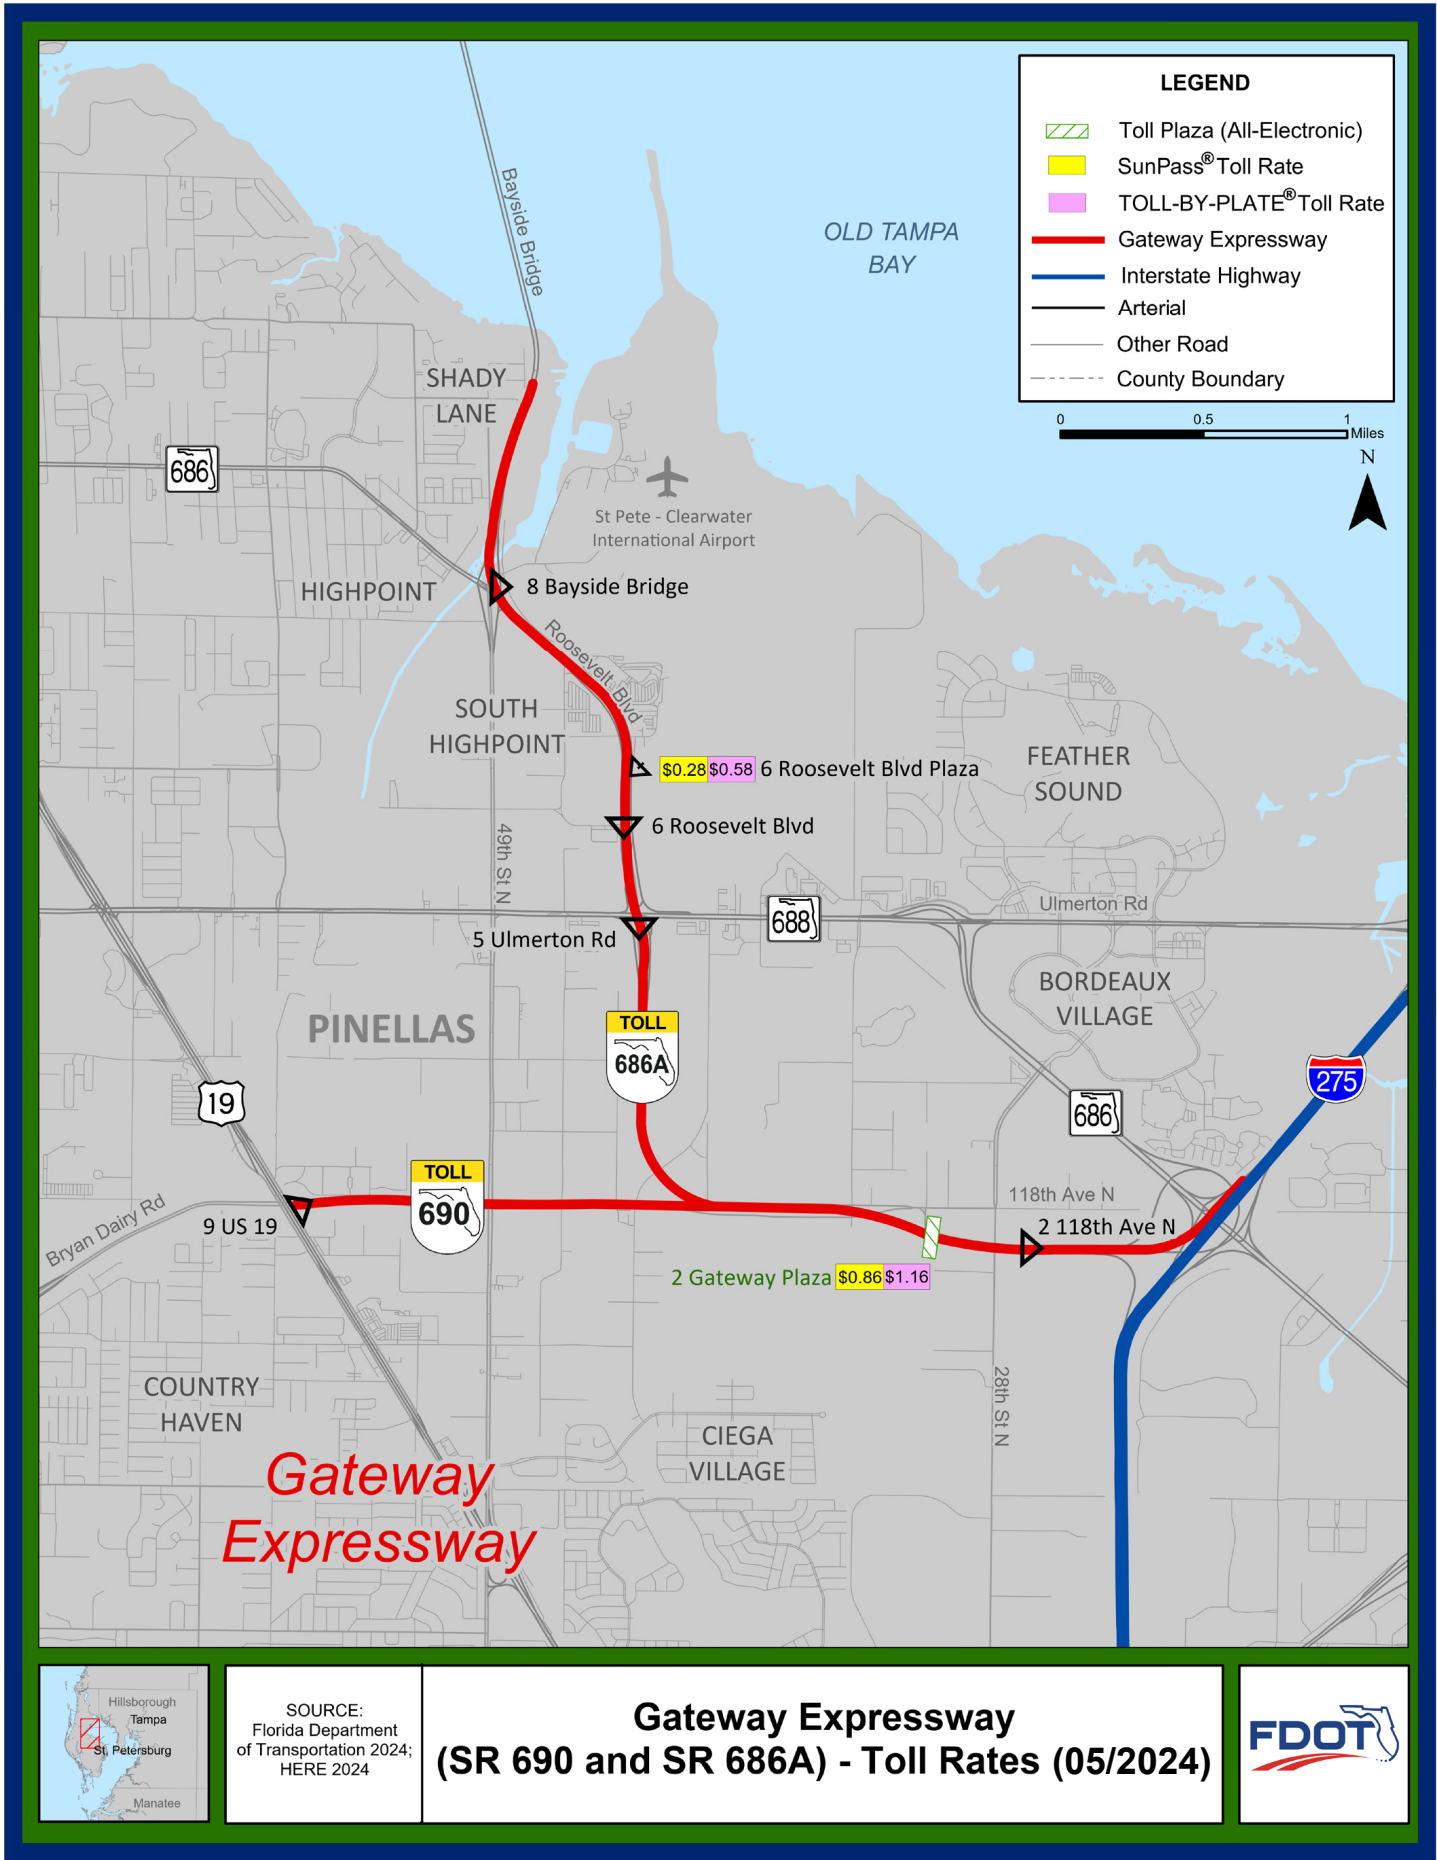 LEGEND
Toll Plaza (All-Electronic)
SunPass® Toll Rate
TOLL-BY-PLATE® Toll Rate
Gateway Expressway
Interstate Highway
Arterial
Other Road
County Boundary
0 0.5 1
Miles
N
OLD TAMPA
BAY
Bayside Bridge
SHADY
LANE
686
St Pete - Clearwater
International Airport
HIGHPOINT
8 Bayside Bridge
Roosevelt Blvd
SOUTH
HIGHPOINT
$0.28 $0.58 6 Roosevelt Blvd Plaza
FEATHER
SOUND
6 Roosevelt Blvd
49th St N
Ulmerton Rd
688
5 Ulmerton Rd
BORDEAUX
VILLAGE
PINELLAS
TOLL
686A
275
19
686
TOLL
690
118th Ave N
Bryan Dairy Rd
9 US 19
2 118th Ave N
2 Gateway Plaza $0.86 $1.16
28th St N
COUNTRY
HAVEN
CIEGA
VILLAGE
Gateway
Expressway
Hillsborough
Tampa
St. Petersburg
Manatee
SOURCE:
Florida Department
of Transportation 2024;
HERE 2024
Gateway Expressway
(SR 690 and SR 686A) - Toll Rates (05/2024)
FDOT